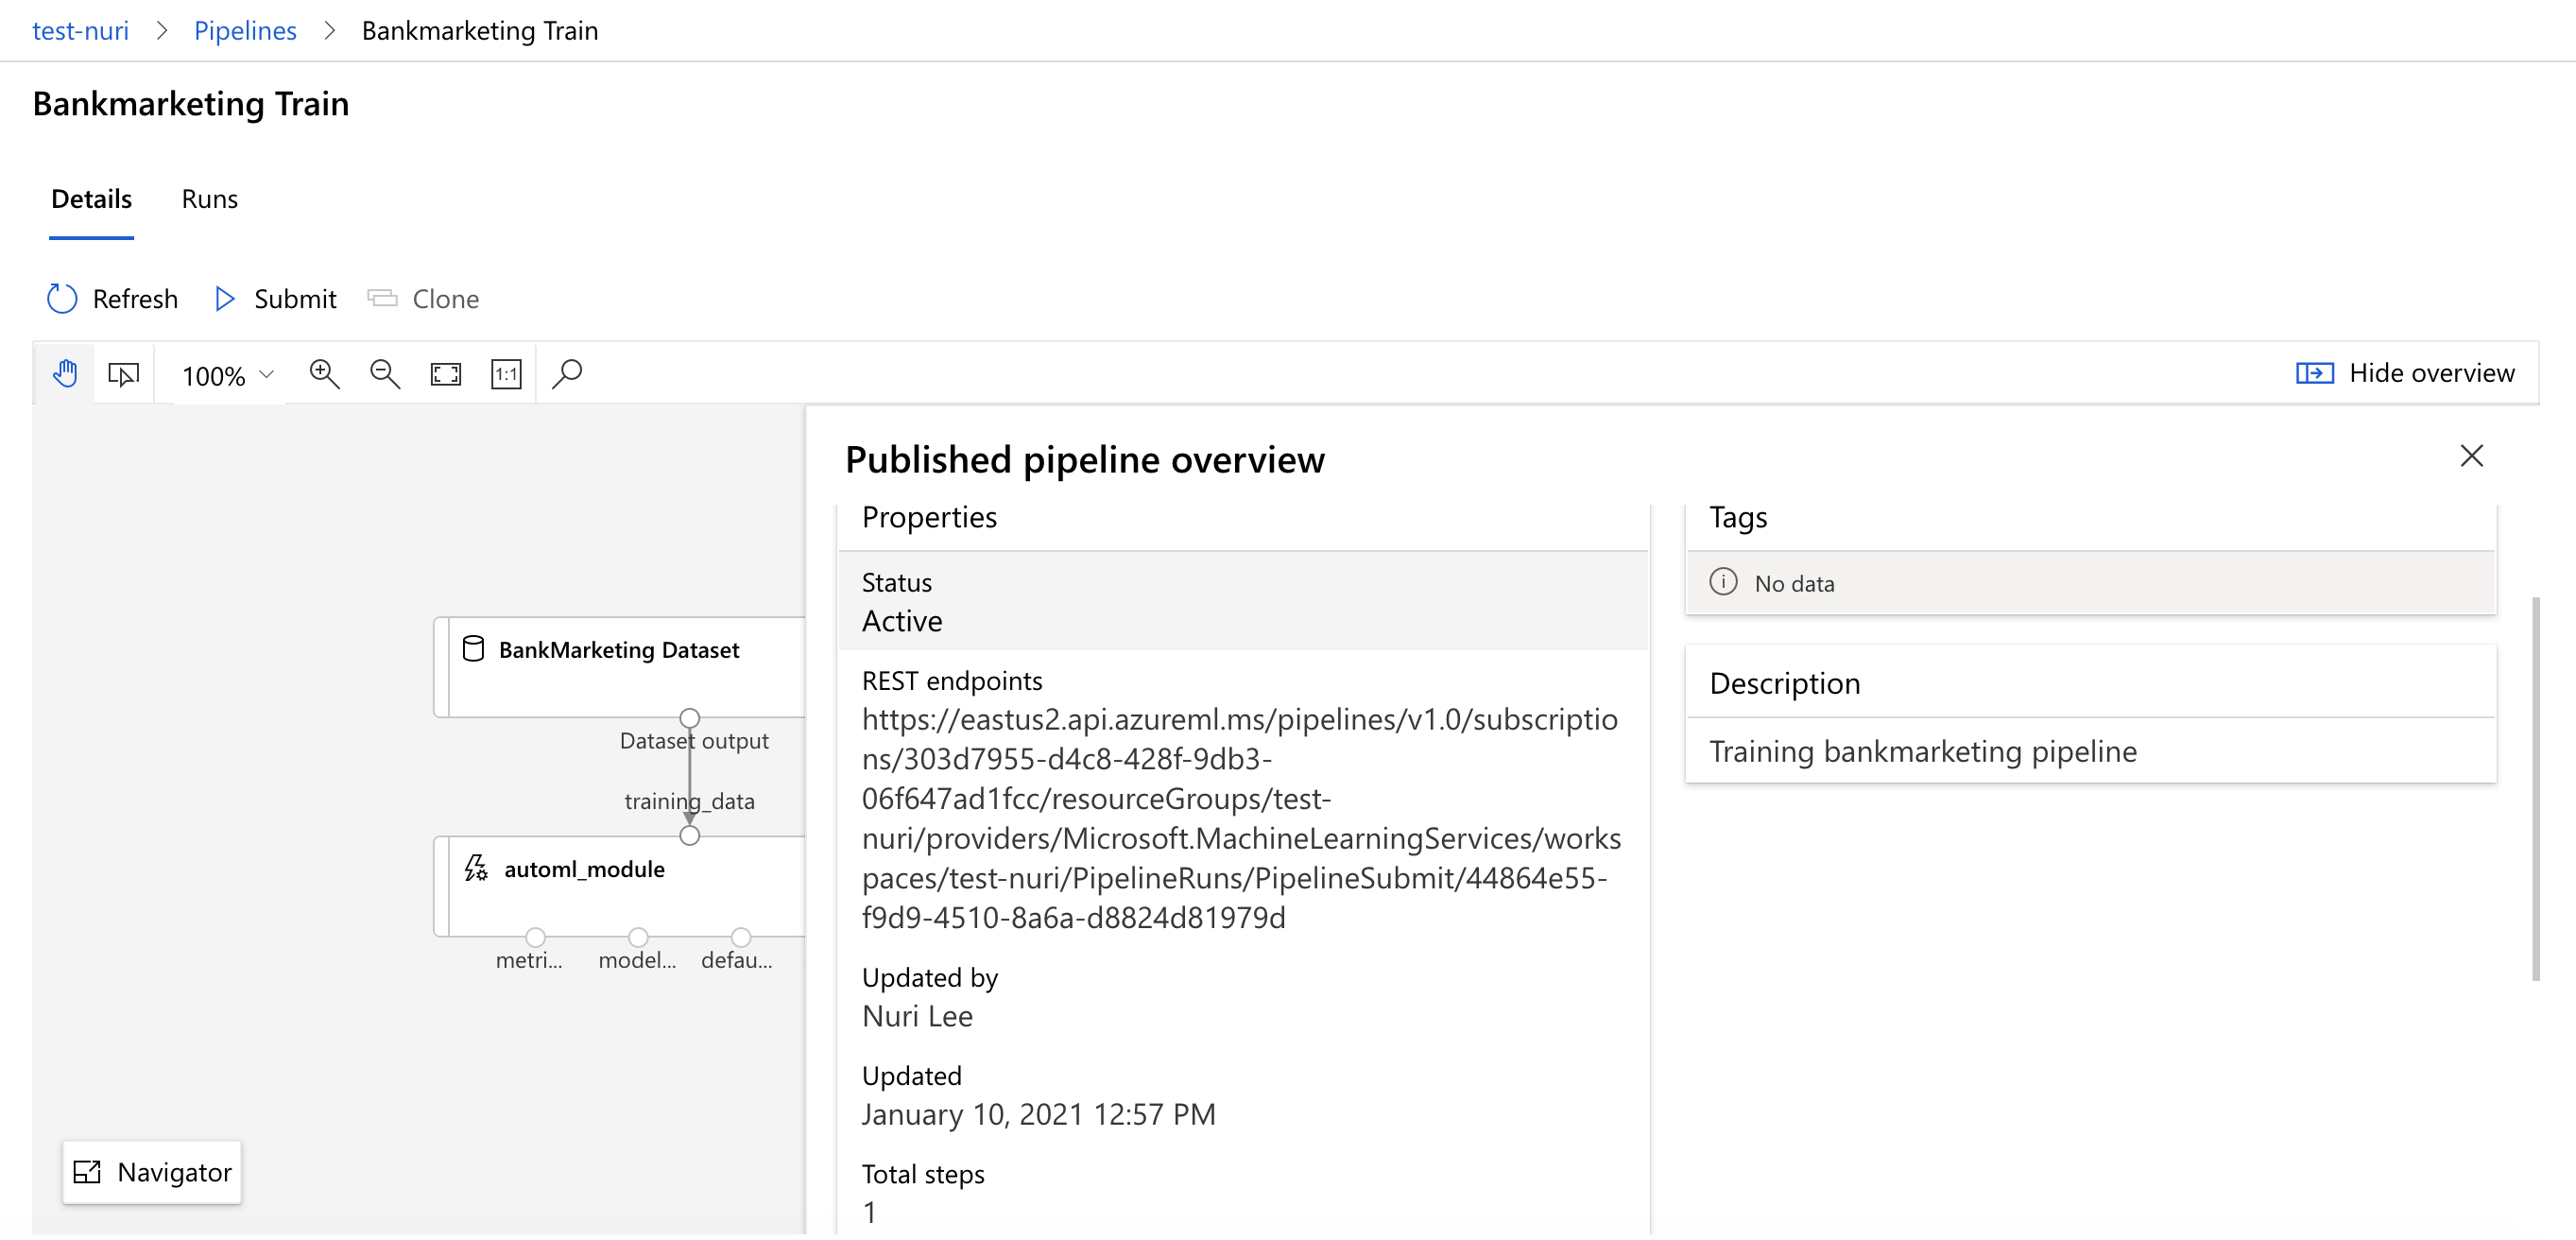 test-nuri > Pipelines > Bankmarketing Train
Bankmarketing Train
Details Runs
Refresh Submit Clone
100% 1:1 Hide overview
BankMarketing Dataset
Dataset output
training_data
automl_module
metri... model... defau...
Navigator
Published pipeline overview
Properties
Status
Active
REST endpoints
https://eastus2.api.azureml.ms/pipelines/v1.0/subscriptio
ns/303d7955-d4c8-428f-9db3-
06f647ad1fcc/resourceGroups/test-
nuri/providers/Microsoft.MachineLearningServices/works
paces/test-nuri/PipelineRuns/PipelineSubmit/44864e55-
f9d9-4510-8a6a-d8824d81979d
Updated by
Nuri Lee
Updated
January 10, 2021 12:57 PM
Total steps
1
Tags
No data
Description
Training bankmarketing pipeline